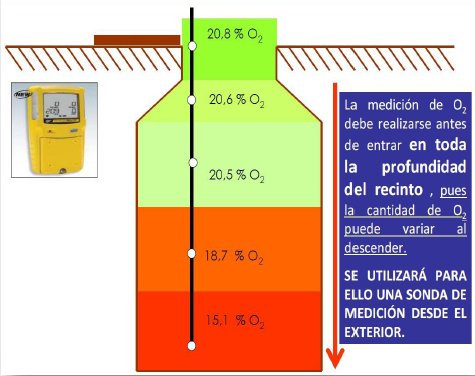 20,8 % O₂
20,6 % O₂
20,5 % O₂
18,7 % O₂
15,1 % O₂
NEW
La medición de O₂
debe realizarse antes
de entrar en toda
la profundidad
del recinto , pues
la cantidad de O₂
puede variar al
descender.
SE UTILIZARÁ PARA
ELLO UNA SONDA DE
MEDICIÓN DESDE EL
EXTERIOR.